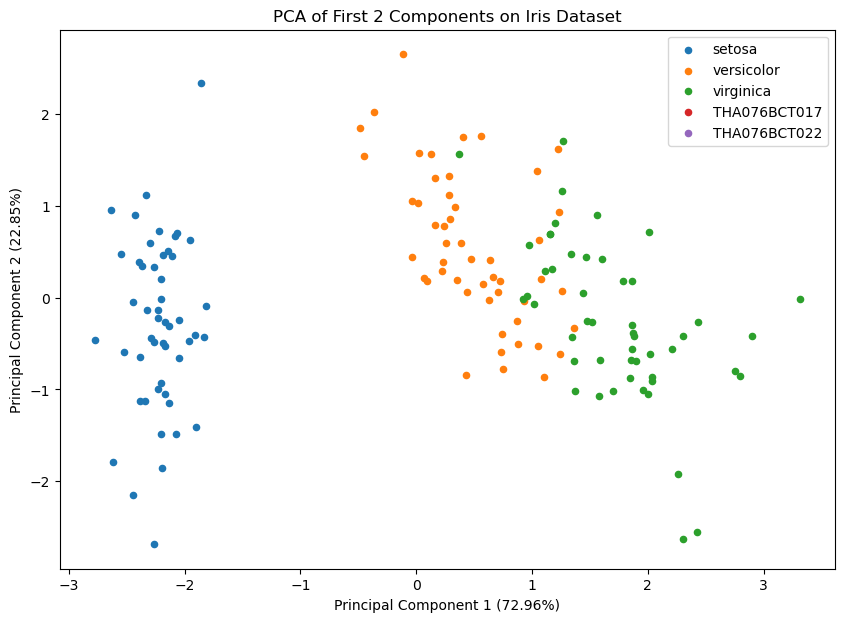 PCA of First 2 Components on Iris Dataset
setosa
versicolor
virginica
THA076BCT017
THA076BCT022
Principal Component 2 (22.85%)
2
1
0
−1
−2
−3
−2
−1
0
1
2
3
Principal Component 1 (72.96%)